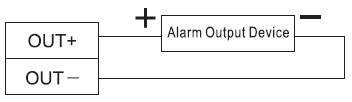 + Alarm Output Device −
OUT+
OUT−